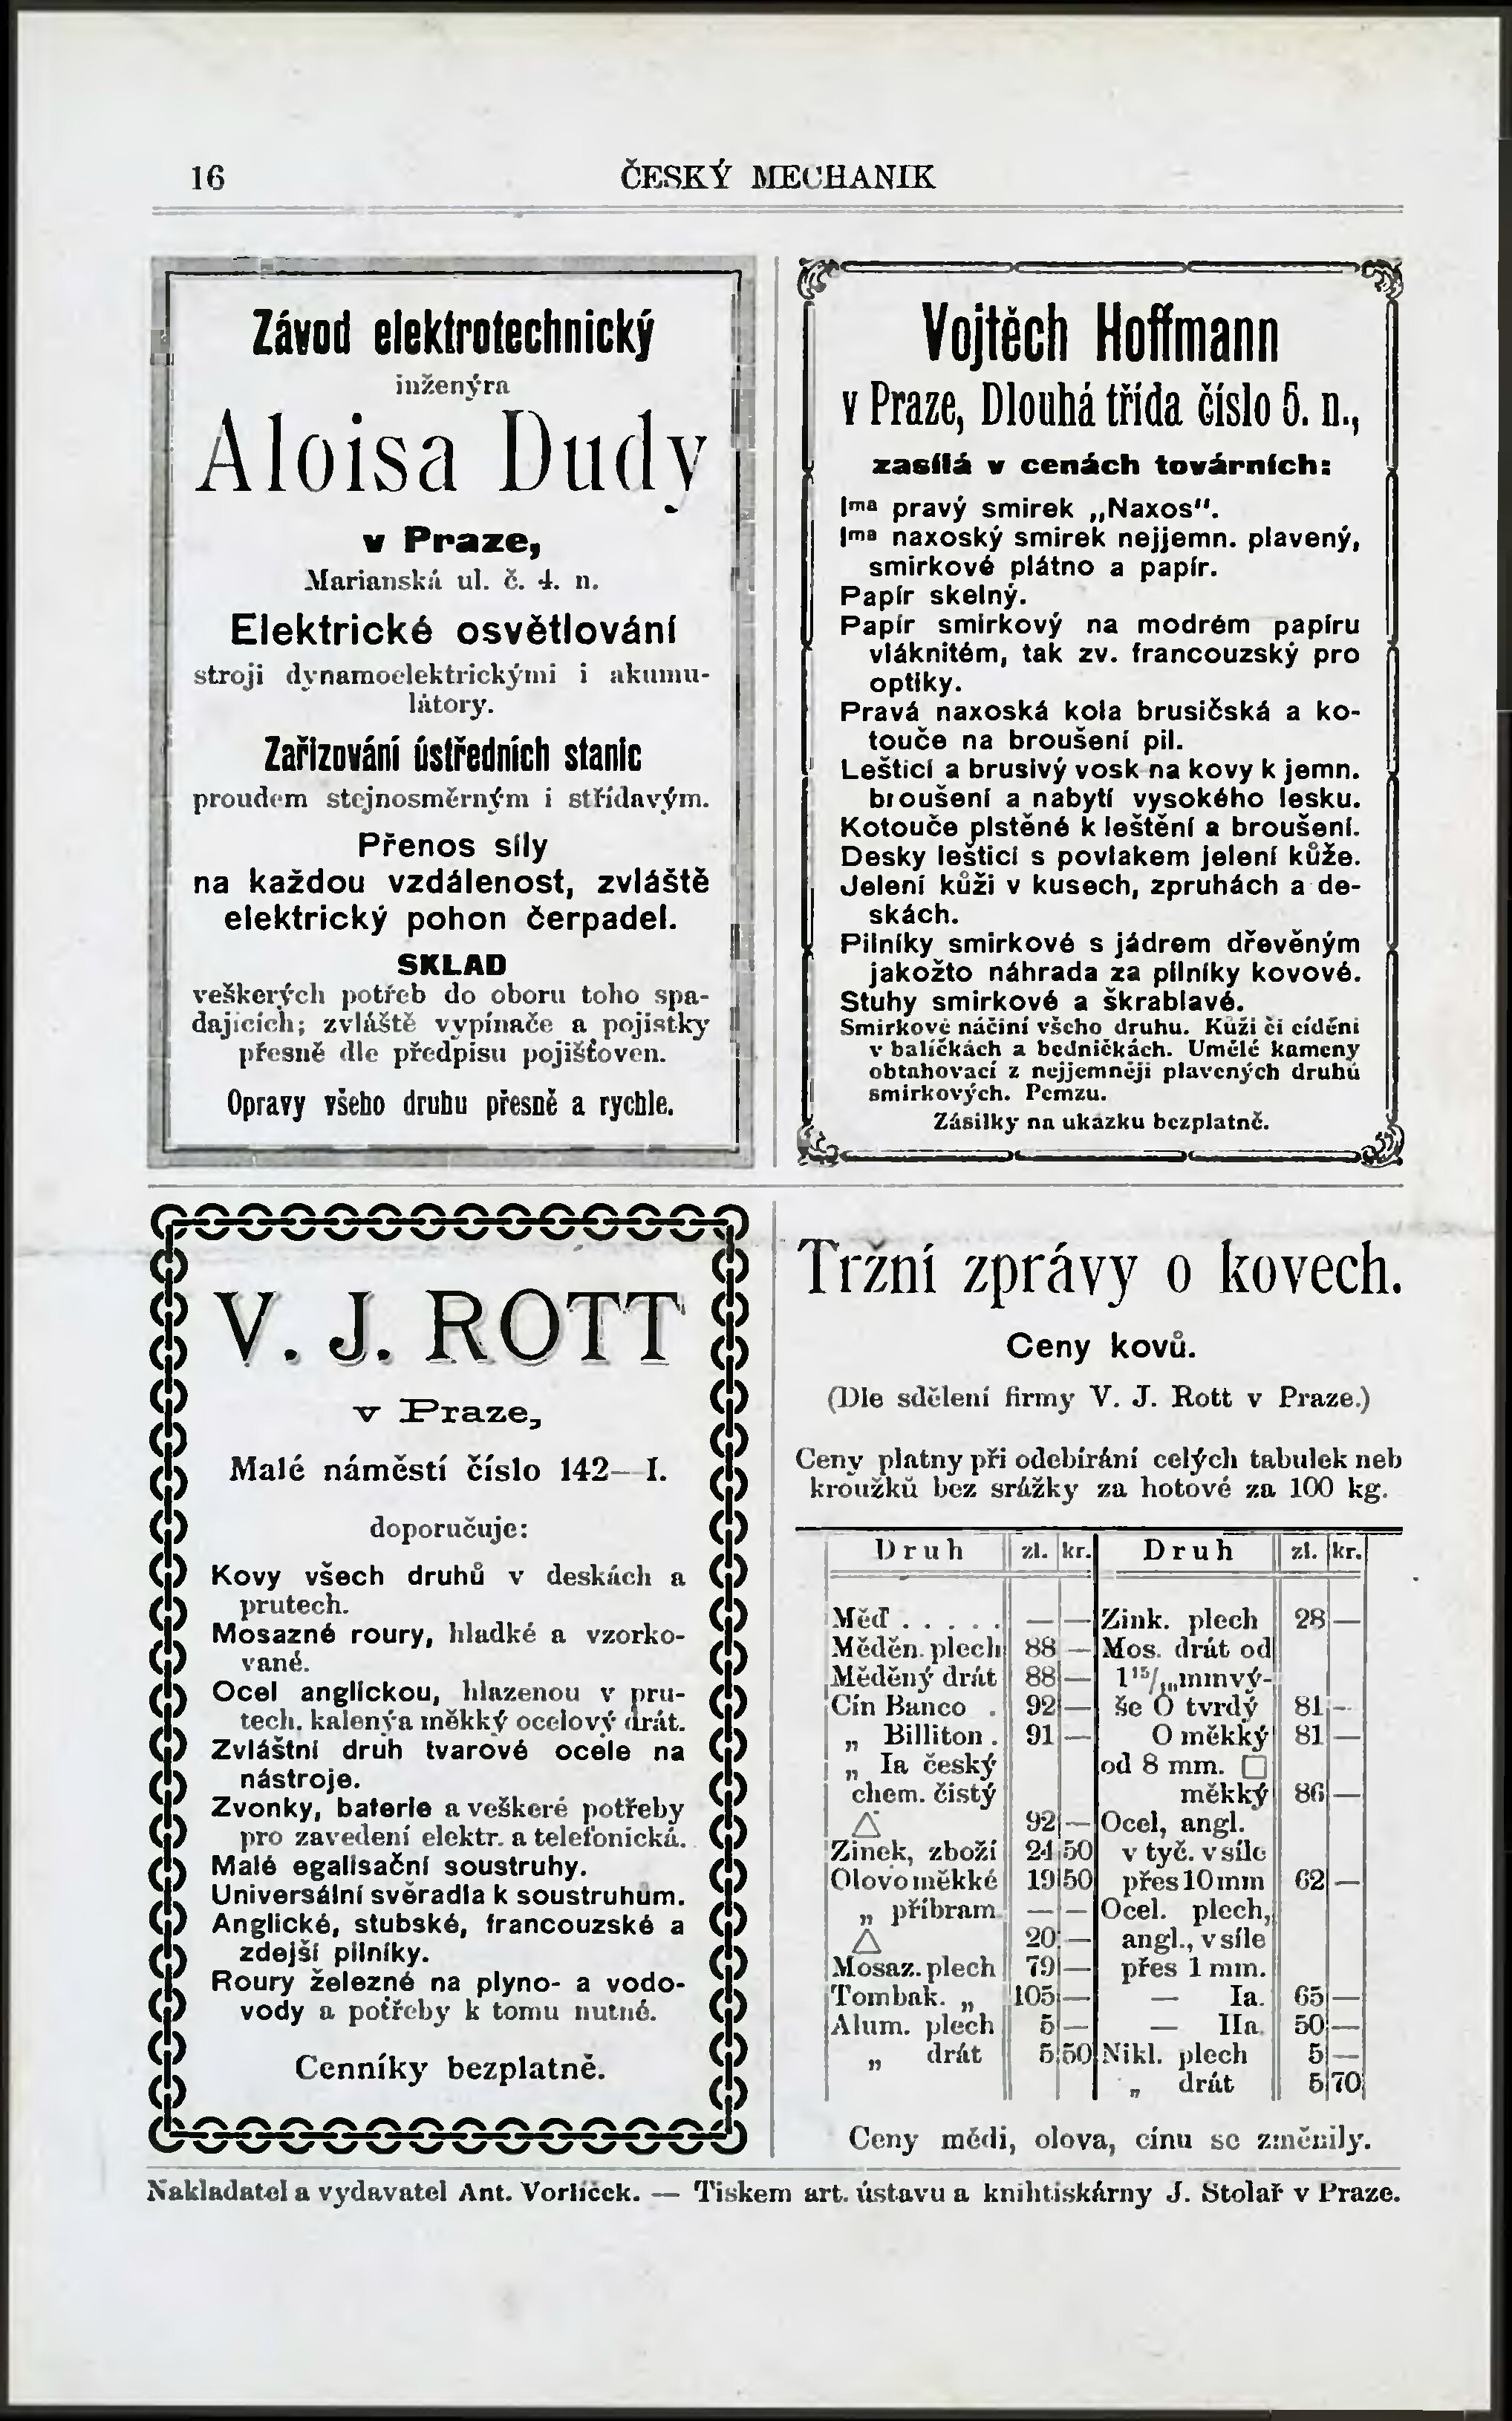 16
ČESKÝ MECHANIK
Závod elektrotechnický
inženýra
Aloisa Dudy
v Praze,
Marianská ul. č. 4. n.
Elektrické osvětlování
stroji dynamoelektrickými i akumu-
látory.
Zařizování ústředních stanic
proudem stejnosměrným i střídavým.
Přenos síly
na každou vzdálenost, zvláště
elektrický pohon čerpadel.
SKLAD
veškerých potřeb do oboru toho spa-
dajících; zvláště vypínače a pojistky
přesně dle předpisu pojišťoven.
Opravy všeho druhu přesně a rychle.
Vojtěch Hoffmann
v Praze, Dlouhá třída číslo 5. n.,
zasílá v cenách továrních:
Ima pravý smirek „Naxos".
Ima naxoský smirek nejjemn. plavený,
smirkové plátno a papír.
Papír skelný.
Papír smirkový na modrém papíru
vláknitém, tak zv. francouzský pro
optiky.
Pravá naxoská kola brusičská a ko-
touče na broušení pil.
Leštící a brusivý vosk na kovy k jemn.
broušení a nabytí vysokého lesku.
Kotouče plstěné k leštění a broušení.
Desky leštící s povlakem jelení kůže.
Jelení kůži v kusech, zpruhách a de-
skách.
Pilníky smirkové s jádrem dřevěným
jakožto náhrada za pilníky kovové.
Stuhy smirkové a škrablavé.
Smirkové náčiní všeho druhu. Kůži či cídění
v balíčkách a bedničkách. Umělé kameny
obtahovací z nejjemněji plavených druhů
smirkových. Pemzu.
Zásilky na ukázku bezplatně.
V. J. ROTT
v Praze,
Malé náměstí číslo 142—I.
doporučuje:
Kovy všech druhů v deskách a
prutech.
Mosazné roury, hladké a vzorko-
vané.
Ocel anglickou, hlazenou v pru-
tech, kalený a měkký ocelový drát.
Zvláštní druh tvarové ocele na
nástroje.
Zvonky, baterie a veškeré potřeby
pro zavedení elektr. a telefonická.
Malé egalisační soustruhy.
Universální svěradla k soustruhům.
Anglické, stubské, francouzské a
zdejší pilníky.
Roury železné na plyno- a vodo-
vody a potřeby k tomu nutné.
Cenníky bezplatně.
Tržní zprávy o kovech.
Ceny kovů.
(Dle sdělení firmy V. J. Rott v Praze.)
Ceny platny při odebírání celých tabulek neb
kroužků bez srážky za hotové za 100 kg.
Druh zl. kr. Druh zl. kr.
Měď . . . . . — — Zink. plech 28 —
Měděn. plech 88 — Mos. drát od
Měděný drát 88 — 1 15/ mm vý-
Cín Banco . 92 — še O tvrdý 81 —
„ Billiton . 91 — O měkký 81 —
„ Ia český od 8 mm. □
chem. čistý měkký 86 —
△ 92 — Ocel, angl.
Zinek, zboží 24 50 v tyč. v síle
Olovo měkké 19 50 přes 10 mm 62 —
„ příbram. — — Ocel. plech,
△ 20 — angl., v síle
Mosaz. plech 79 — přes 1 mm.
Tombak. „ 105 — — Ia. 65 —
Alum. plech 5 — — IIa. 50 —
„ drát 5 50 Nikl. plech 5 —
„ drát 5 70
Ceny mědi, olova, cínu se změnily.
Nakladatel a vydavatel Ant. Vorlíček. — Tiskem art. ústavu a knihtiskárny J. Stolař v Praze.